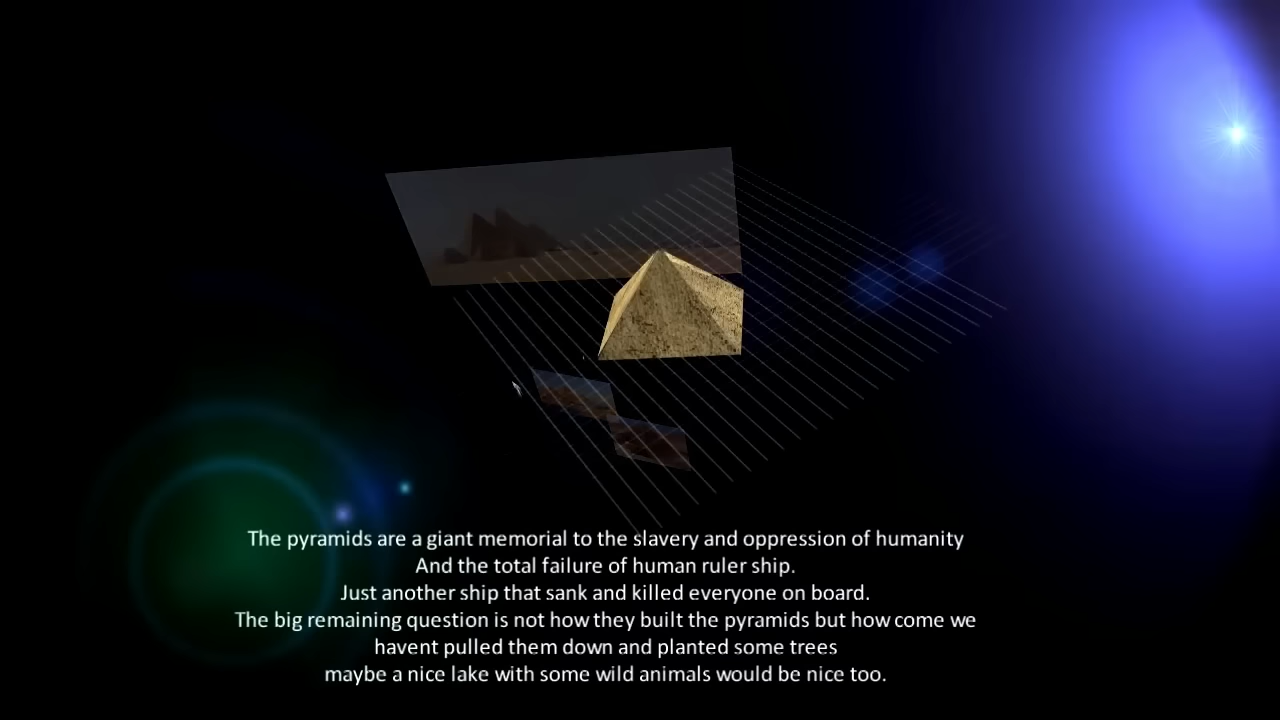 The pyramids are a giant memorial to the slavery and oppression of humanity
And the total failure of human ruler ship.
Just another ship that sank and killed everyone on board.
The big remaining question is not how they built the pyramids but how come we
havent pulled them down and planted some trees
maybe a nice lake with some wild animals would be nice too.